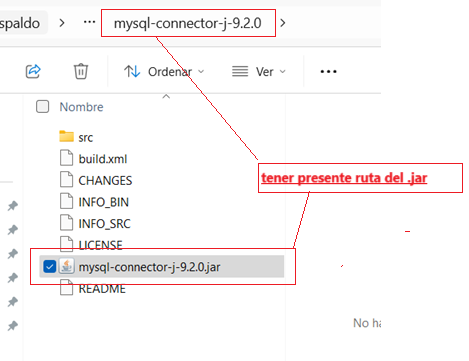 spaldo
mysql-connector-j-9.2.0
Ordenar
Ver
Nombre
src
build.xml
CHANGES
tener presente ruta del .jar
INFO_BIN
INFO_SRC
LICENSE
mysql-connector-j-9.2.0.jar
README
No ha